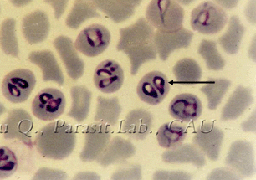 u Q., Parasit. Lab., CAU